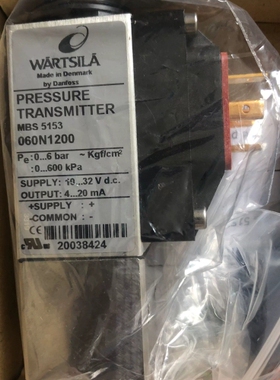 WÄRTSILÄ
Made in Denmark
by Danfoss
PRESSURE
TRANSMITTER
MBS 5153
060N1200
Pe :0...6 bar ~ Kgf/cm²
:0...600 kPa
SUPPLY: 10...32 V d.c.
OUTPUT: 4...20 mA
+SUPPLY : +
-COMMON : -
CE
20038424